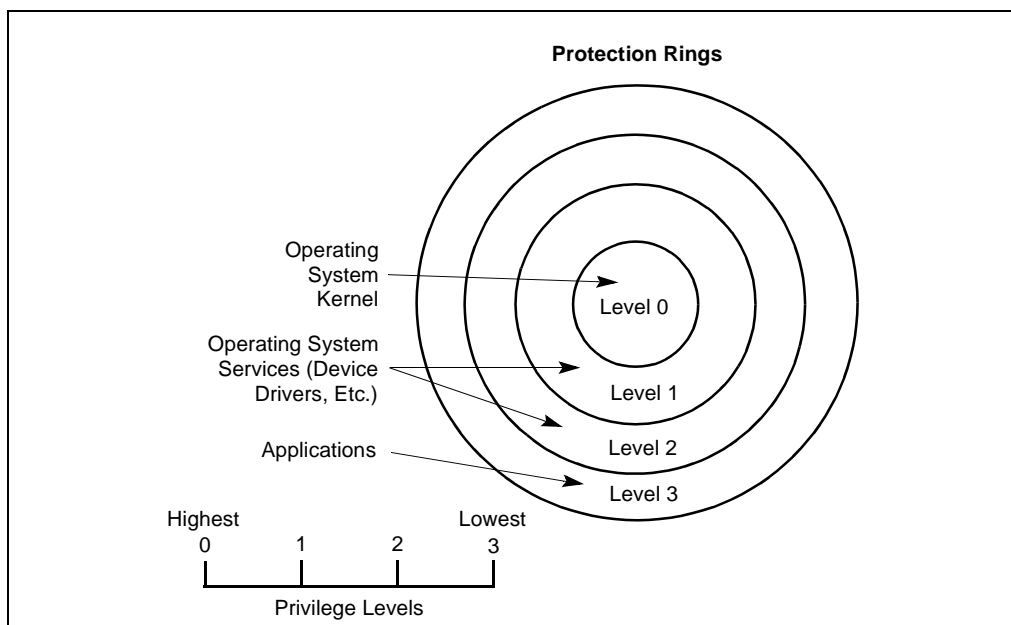 Protection Rings
Operating
System
Kernel
Level 0
Operating System
Services (Device
Drivers, Etc.)
Level 1
Level 2
Applications
Level 3
Highest
Lowest
0
1
2
3
Privilege Levels